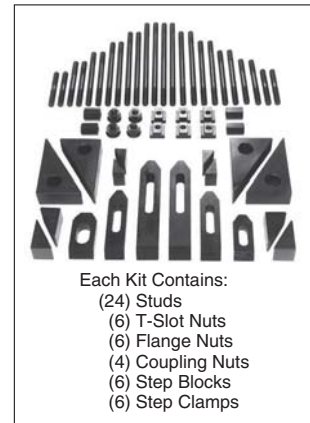 Each Kit Contains:
(24) Studs
(6) T-Slot Nuts
(6) Flange Nuts
(4) Coupling Nuts
(6) Step Blocks
(6) Step Clamps